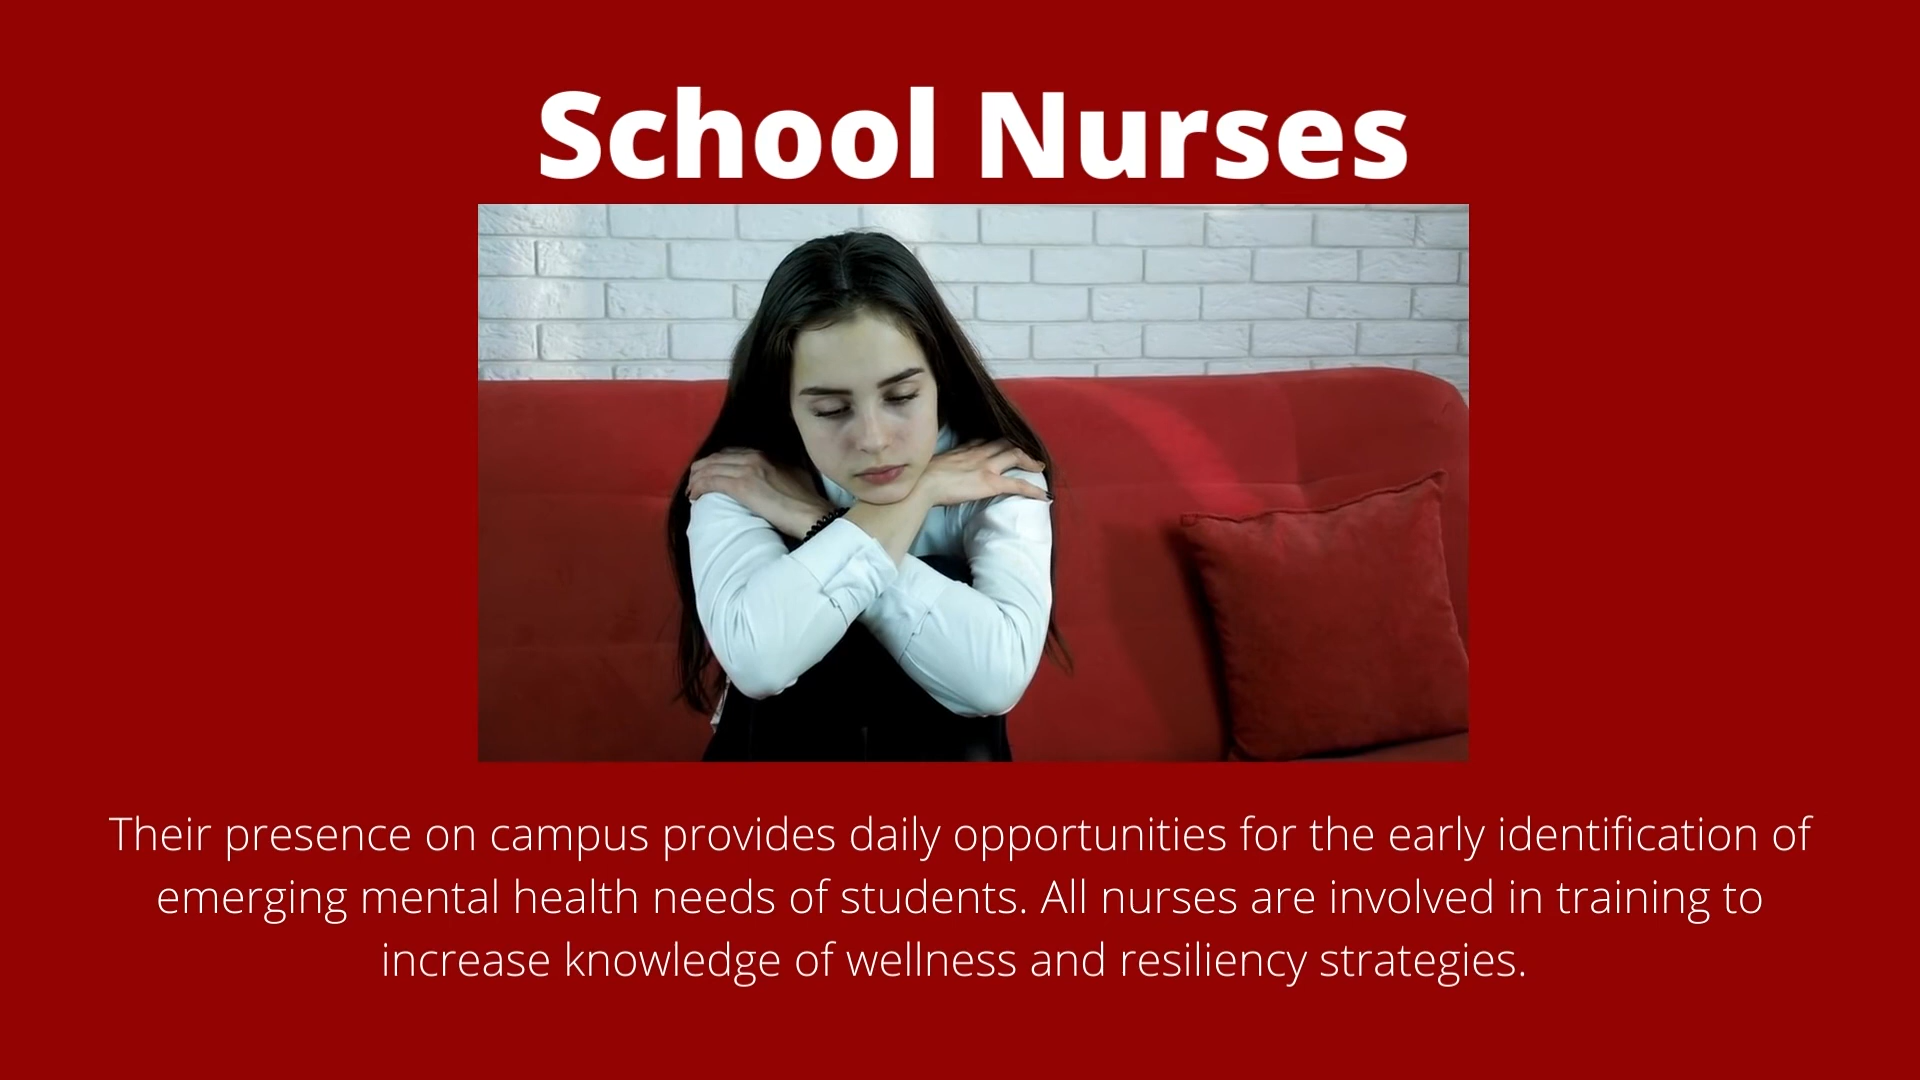 School Nurses
Their presence on campus provides daily opportunities for the early identification of
emerging mental health needs of students. All nurses are involved in training to
increase knowledge of wellness and resiliency strategies.